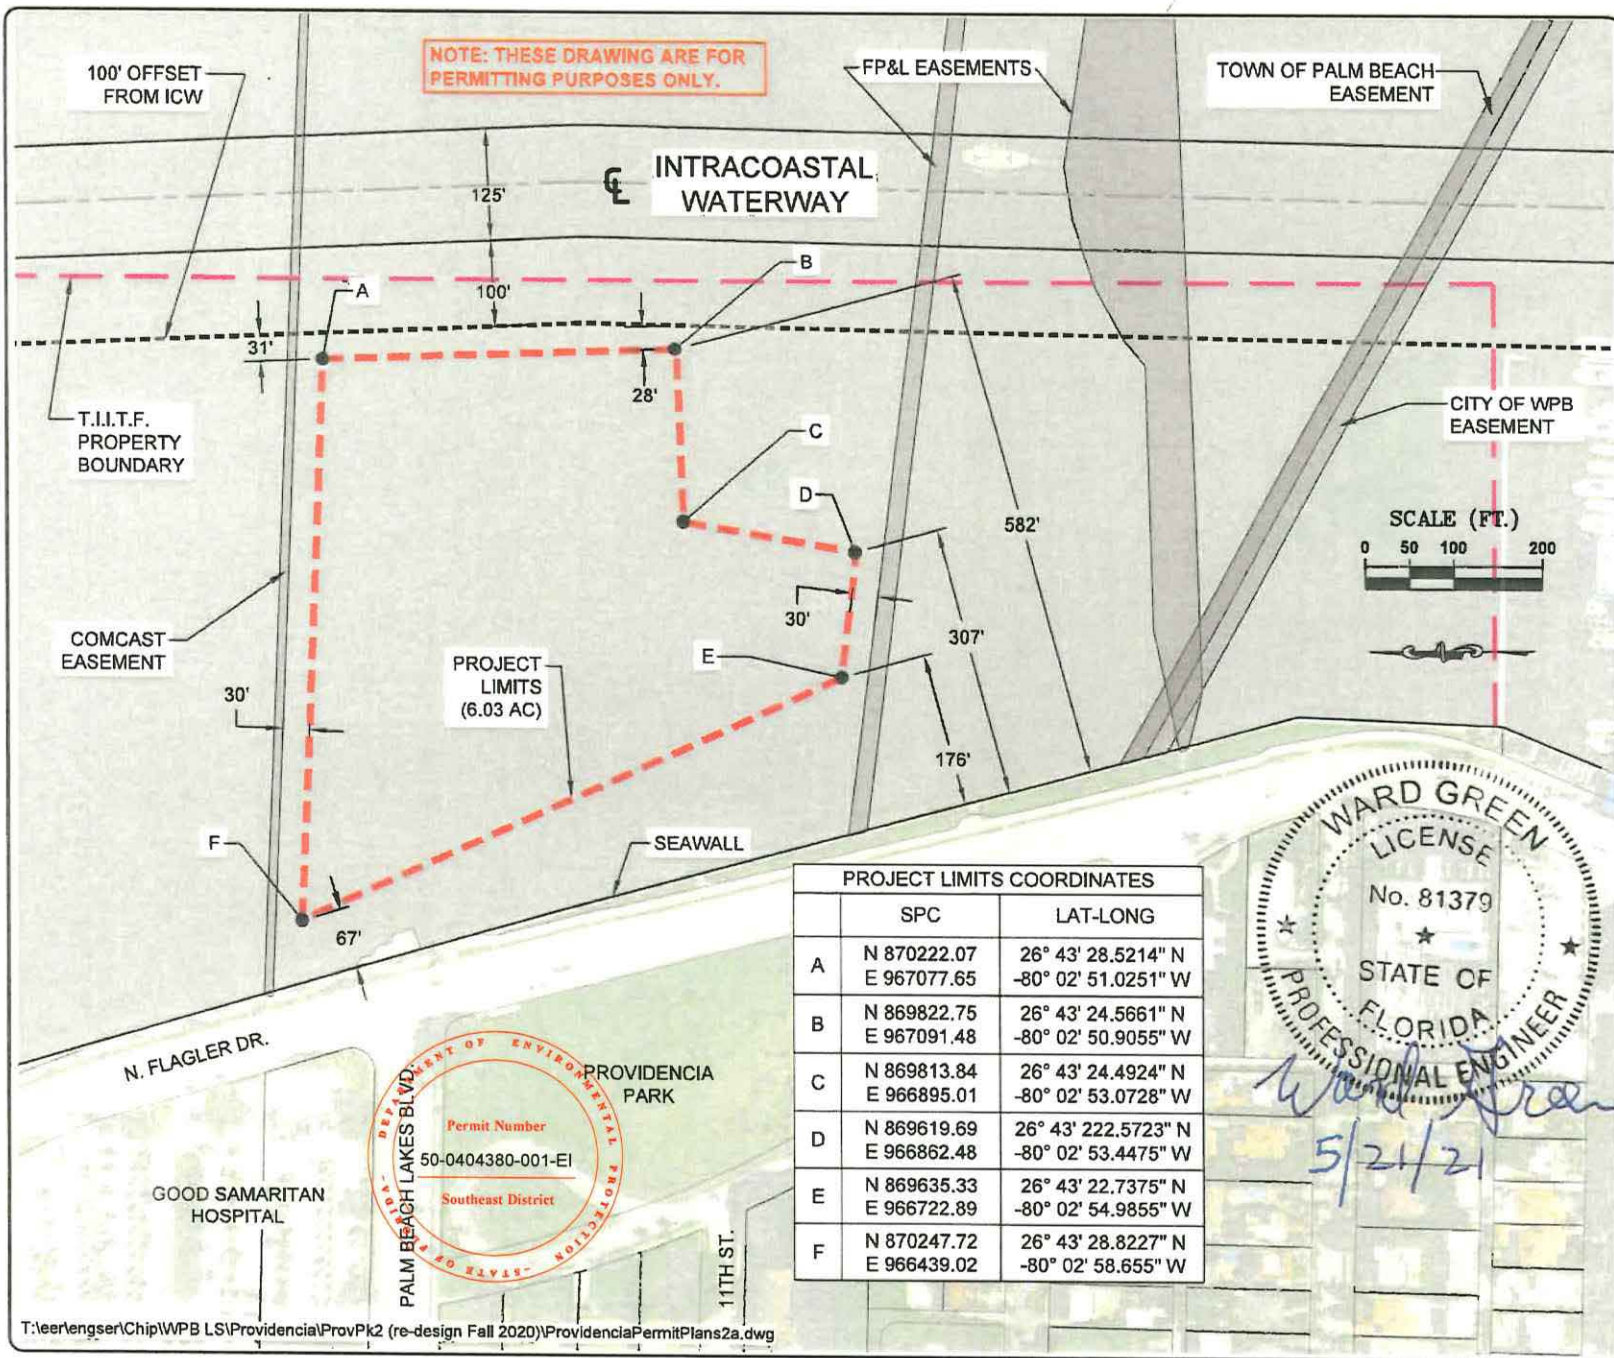 NOTE: THESE DRAWING ARE FOR
PERMITTING PURPOSES ONLY.
100' OFFSET
FROM ICW
FP&L EASEMENTS
TOWN OF PALM BEACH
EASEMENT
INTRACOASTAL
WATERWAY
125'
B
A
100'
31'
28'
T.I.I.T.F.
PROPERTY
BOUNDARY
CITY OF WPB
EASEMENT
C
D
582'
SCALE (FT.)
0 50 100 200
30'
307'
COMCAST
EASEMENT
E
PROJECT
LIMITS
(6.03 AC)
30'
176'
F
SEAWALL
67'
N. FLAGLER DR.
PROJECT LIMITS COORDINATES
SPC LAT-LONG
A N 870222.07 26° 43' 28.5214" N
E 967077.65 -80° 02' 51.0251" W
B N 869822.75 26° 43' 24.5661" N
E 967091.48 -80° 02' 50.9055" W
C N 869813.84 26° 43' 24.4924" N
E 966895.01 -80° 02' 53.0728" W
D N 869619.69 26° 43' 222.5723" N
E 966862.48 -80° 02' 53.4475" W
E N 869635.33 26° 43' 22.7375" N
E 966722.89 -80° 02' 54.9855" W
F N 870247.72 26° 43' 28.8227" N
E 966439.02 -80° 02' 58.655" W
WARD GREEN
LICENSE
No. 81379
STATE OF
FLORIDA
PROFESSIONAL ENGINEER
Ward Green
5/21/21
PROVIDENCIA
PARK
DEPARTMENT OF ENVIRONMENTAL PROTECTION
-STATE OF FLORIDA-
Permit Number
50-0404380-001-EI
Southeast District
PALM BEACH LAKES BLVD.
GOOD SAMARITAN
HOSPITAL
11TH ST.
T:\eer\engser\Chip\WPB LS\Providencia\ProvPk2 (re-design Fall 2020)\ProvidenciaPermitPlans2a.dwg